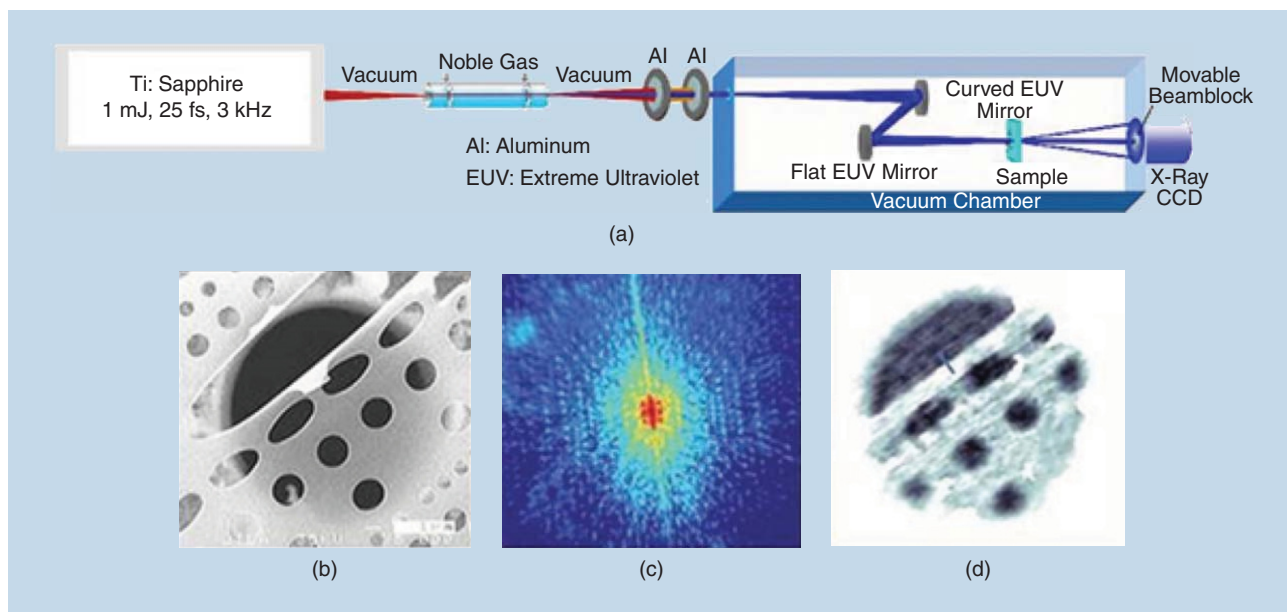 Ti: Sapphire
1 mJ, 25 fs, 3 kHz
Vacuum
Noble Gas
Vacuum
Al
Al
Al: Aluminum
EUV: Extreme Ultraviolet
Curved EUV
Mirror
Flat EUV Mirror
Sample
Movable
Beamblock
X-Ray
CCD
Vacuum Chamber
(a)
(b)
(c)
(d)